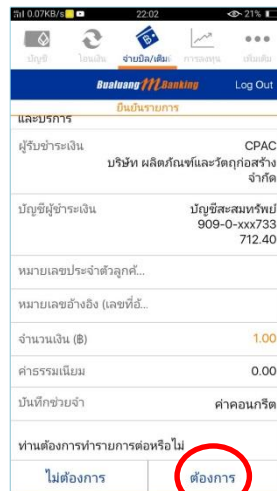 0.07KB/s 22:02 21%
บัญชี โอนเงิน จ่ายบิล/เติมเ การลงทุน เพิ่มเติม
Bualuang mBanking Log Out
ยืนยันรายการ
และบริการ
ผู้รับชำระเงิน CPAC
บริษัท ผลิตภัณฑ์และวัตถุก่อสร้าง
จำกัด
บัญชีผู้ชำระเงิน บัญชีสะสมทรัพย์
909-0-xxx733
712.40
หมายเลขประจำตัวลูกค้...
หมายเลขอ้างอิง (เลขที่อ้...
จำนวนเงิน (฿) 1.00
ค่าธรรมเนียม 0.00
บันทึกช่วยจำ ค่าคอนกรีต
ท่านต้องการทำรายการต่อหรือไม่
ไม่ต้องการ ต้องการ